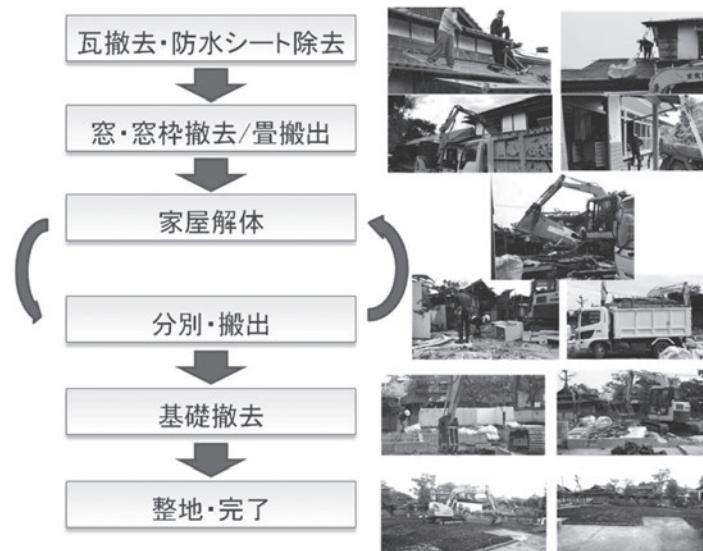 瓦撤去・防水シート除去
窓・窓枠撤去/畳搬出
家屋解体
分別・搬出
基礎撤去
整地・完了